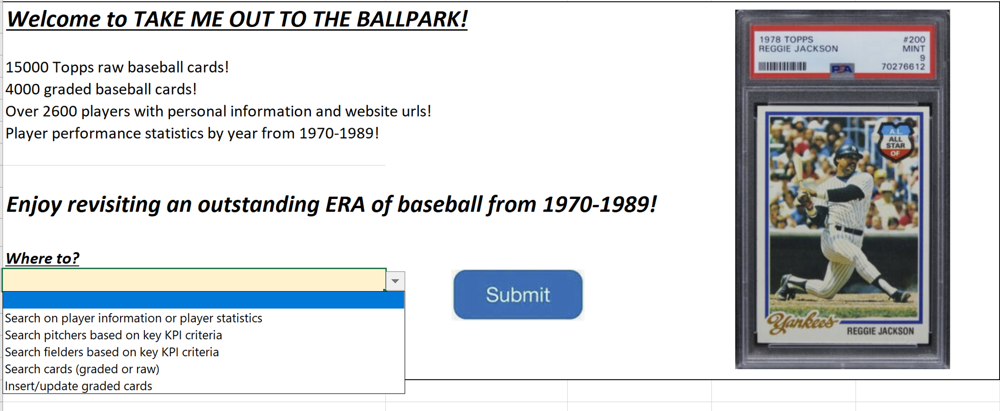 Welcome to TAKE ME OUT TO THE BALLPARK!
15000 Topps raw baseball cards!
4000 graded baseball cards!
Over 2600 players with personal information and website urls!
Player performance statistics by year from 1970-1989!
Enjoy revisiting an outstanding ERA of baseball from 1970-1989!
Where to?
Search on player information or player statistics
Search pitchers based on key KPI criteria
Search fielders based on key KPI criteria
Search cards (graded or raw)
Insert/update graded cards
Submit
1978 TOPPS #200
REGGIE JACKSON MINT
9
PSA 70276612
A.L.
ALL
STAR
OF
Yankees
REGGIE JACKSON